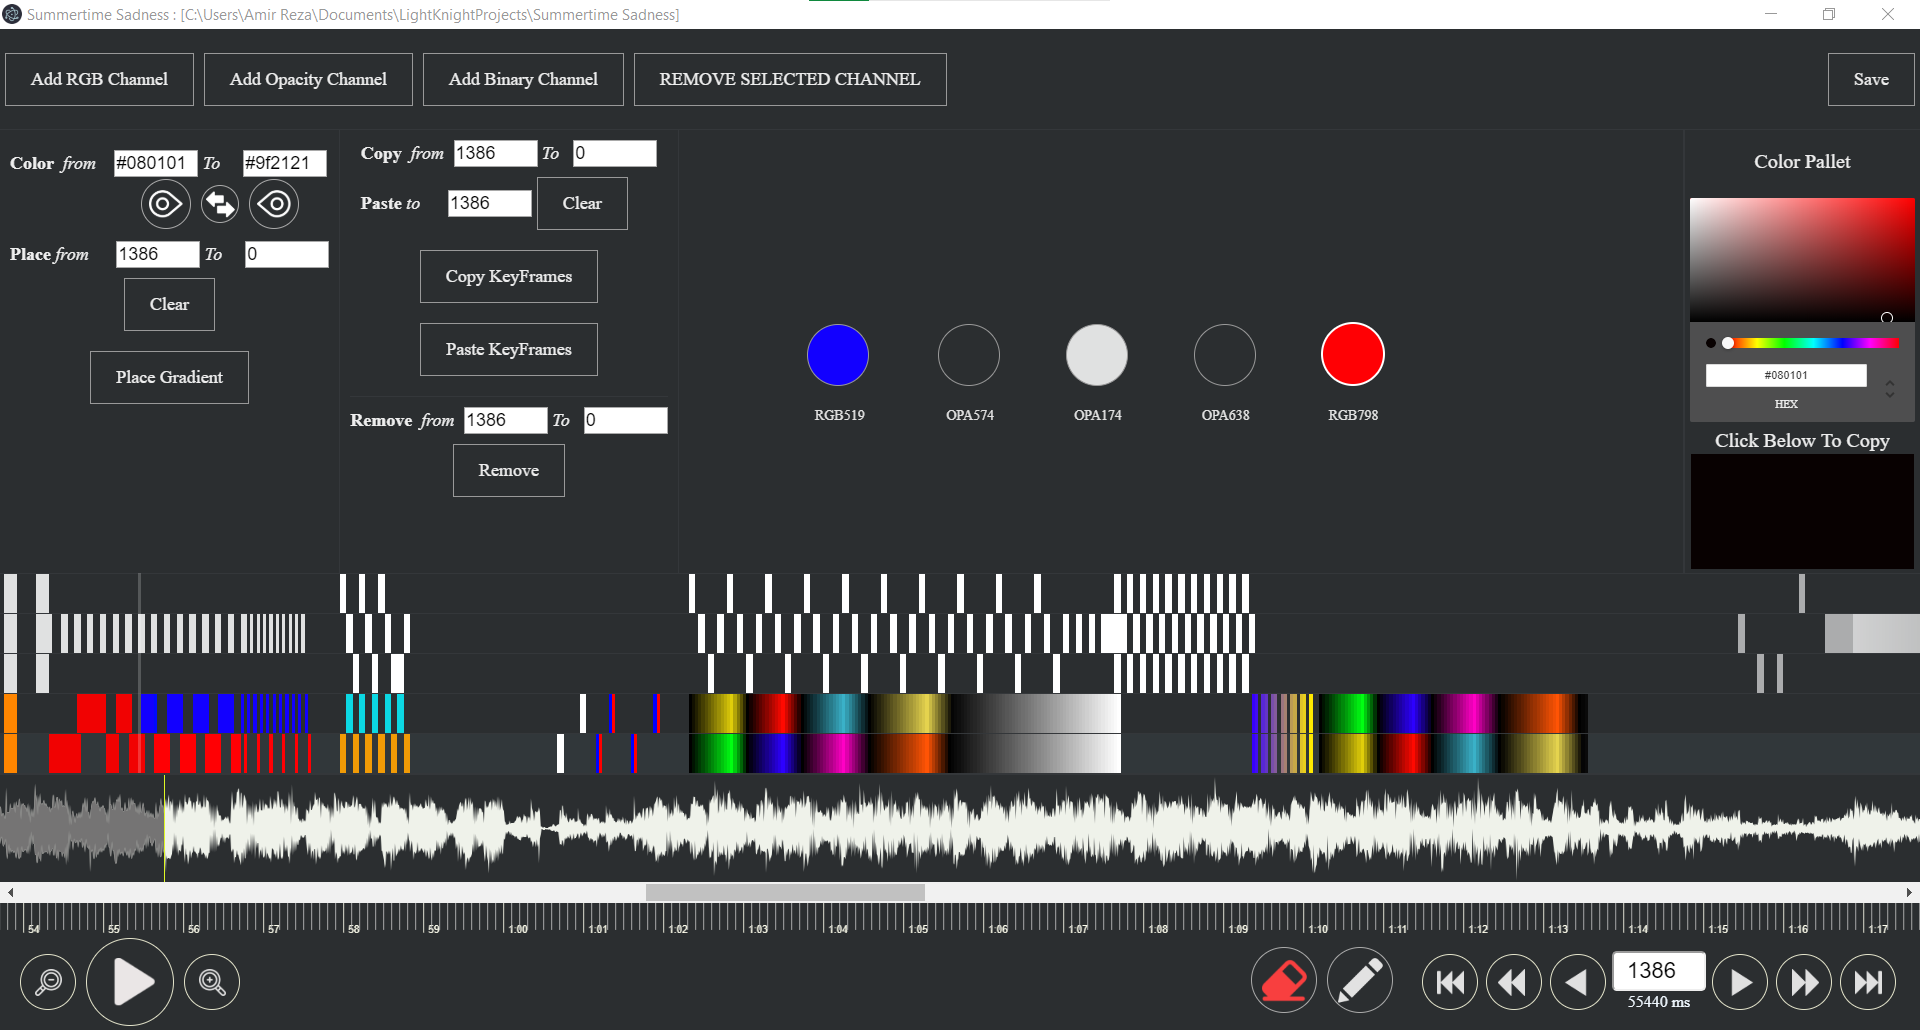 Summertime Sadness : [C:\Users\Amir Reza\Documents\LightKnightProjects\Summertime Sadness]
Add RGB Channel
Add Opacity Channel
Add Binary Channel
REMOVE SELECTED CHANNEL
Save
Color from #080101 To #9f2121
Place from 1386 To 0
Clear
Place Gradient
Copy from 1386 To 0
Paste to 1386 Clear
Copy KeyFrames
Paste KeyFrames
Remove from 1386 To 0
Remove
RGB519
OPA574
OPA174
OPA638
RGB798
Color Pallet
#080101
HEX
Click Below To Copy
54 55 56 57 58 59 1:00 1:01 1:02 1:03 1:04 1:05 1:06 1:07 1:08 1:09 1:10 1:11 1:12 1:13 1:14 1:15 1:16 1:17
1386
55440 ms